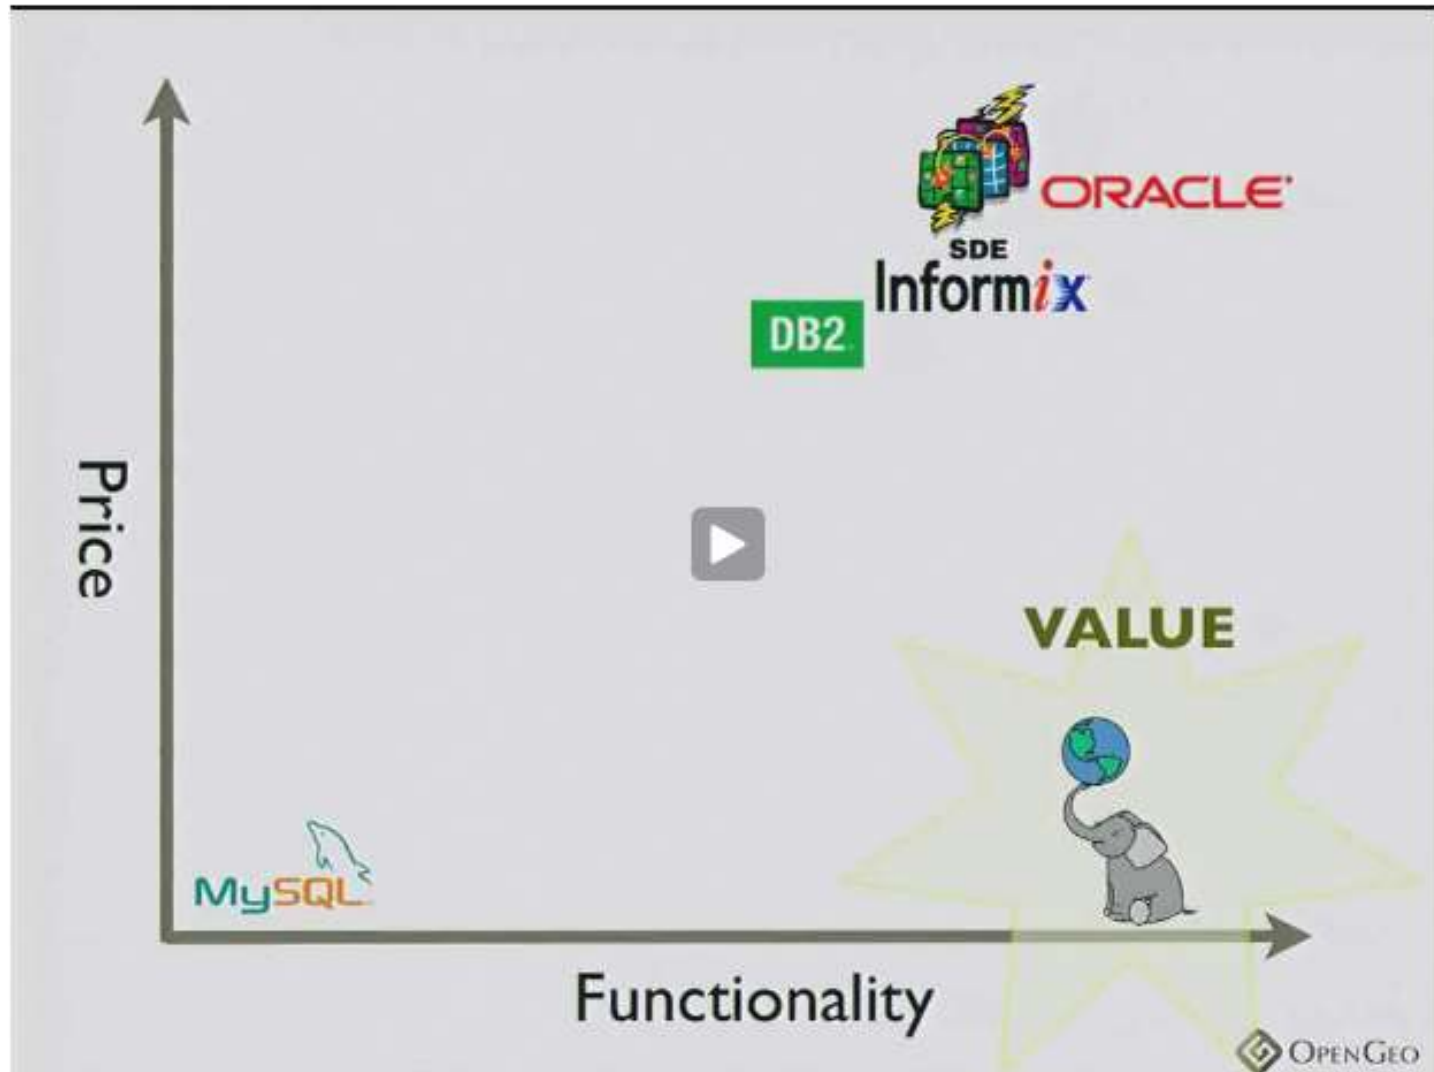 ORACLE
SDE
Informix
DB2
Price
VALUE
MySQL
Functionality
OPENGEO